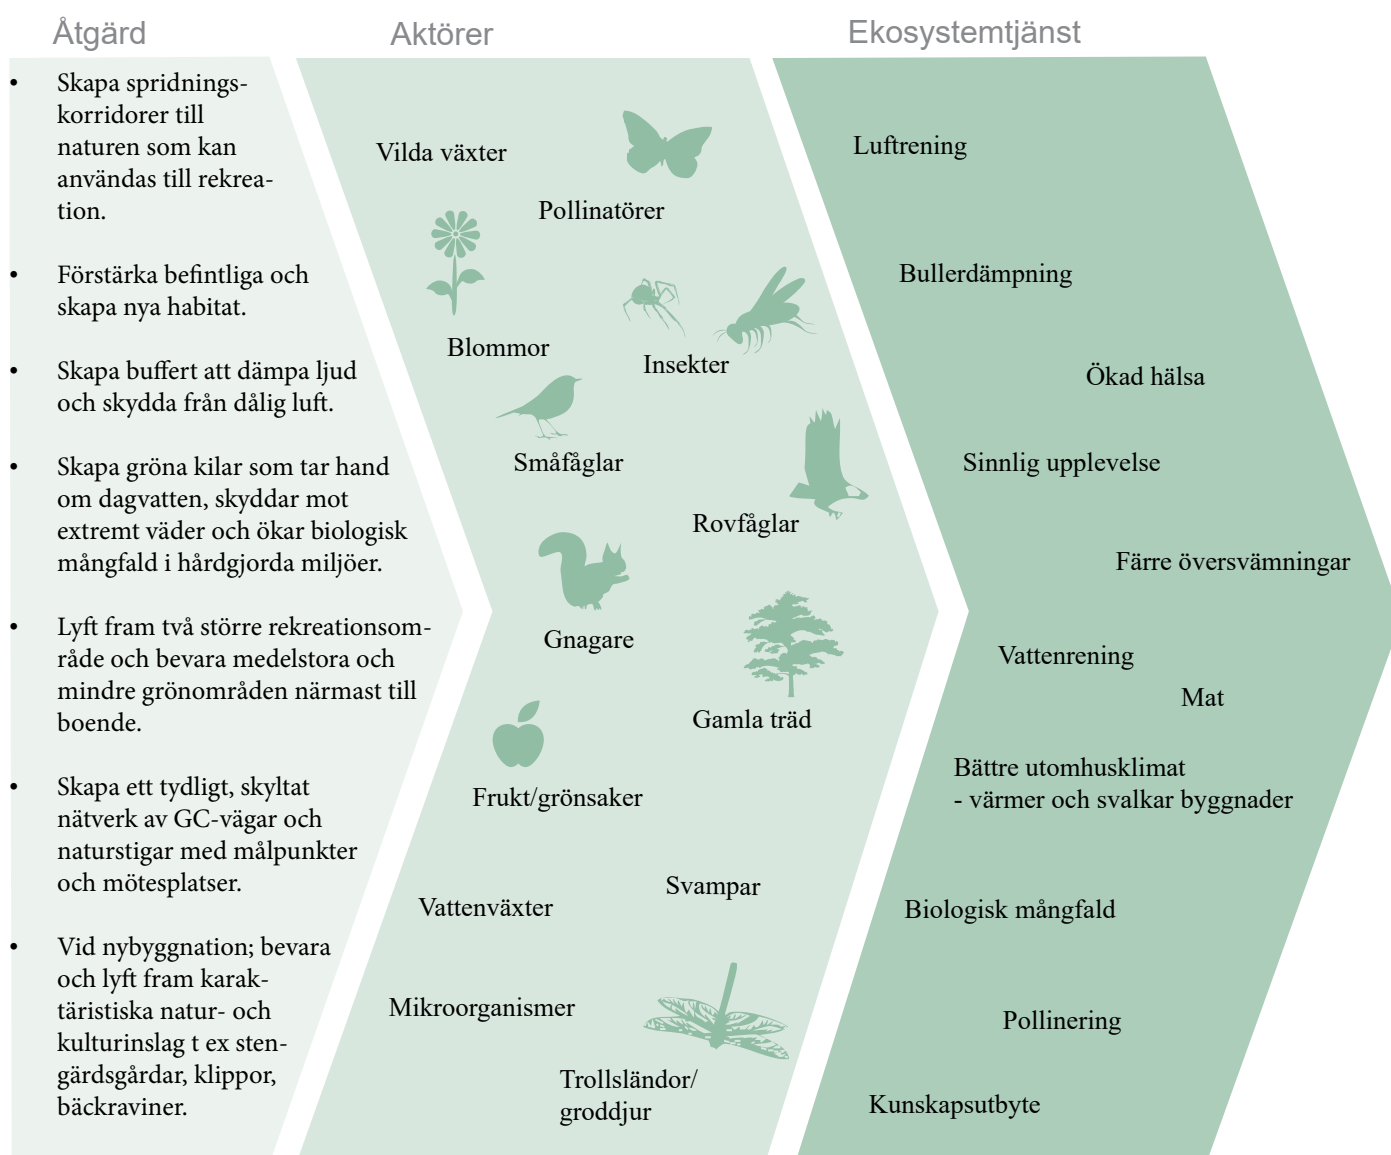 Åtgärd
• Skapa spridnings-
korridorer till
naturen som kan
användas till rekrea-
tion.
• Förstärka befintliga och
skapa nya habitat.
• Skapa buffert att dämpa ljud
och skydda från dålig luft.
• Skapa gröna kilar som tar hand
om dagvatten, skyddar mot
extremt väder och ökar biologisk
mångfald i hårdgjorda miljöer.
• Lyft fram två större rekreationsom-
råde och bevara medelstora och
mindre grönområden närmast till
boende.
• Skapa ett tydligt, skyltat
nätverk av GC-vägar och
naturstigar med målpunkter
och mötesplatser.
• Vid nybyggnation; bevara
och lyft fram karak-
täristiska natur- och
kulturinslag t ex sten-
gärdsgårdar, klippor,
bäckraviner.
Aktörer
Vilda växter
Pollinatörer
Blommor
Insekter
Småfåglar
Rovfåglar
Gnagare
Gamla träd
Frukt/grönsaker
Svampar
Vattenväxter
Mikroorganismer
Trollsländor/
groddjur
Ekosystemtjänst
Luftrening
Bullerdämpning
Ökad hälsa
Sinnlig upplevelse
Färre översvämningar
Vattenrening
Mat
Bättre utomhusklimat
- värmer och svalkar byggnader
Biologisk mångfald
Pollinering
Kunskapsutbyte